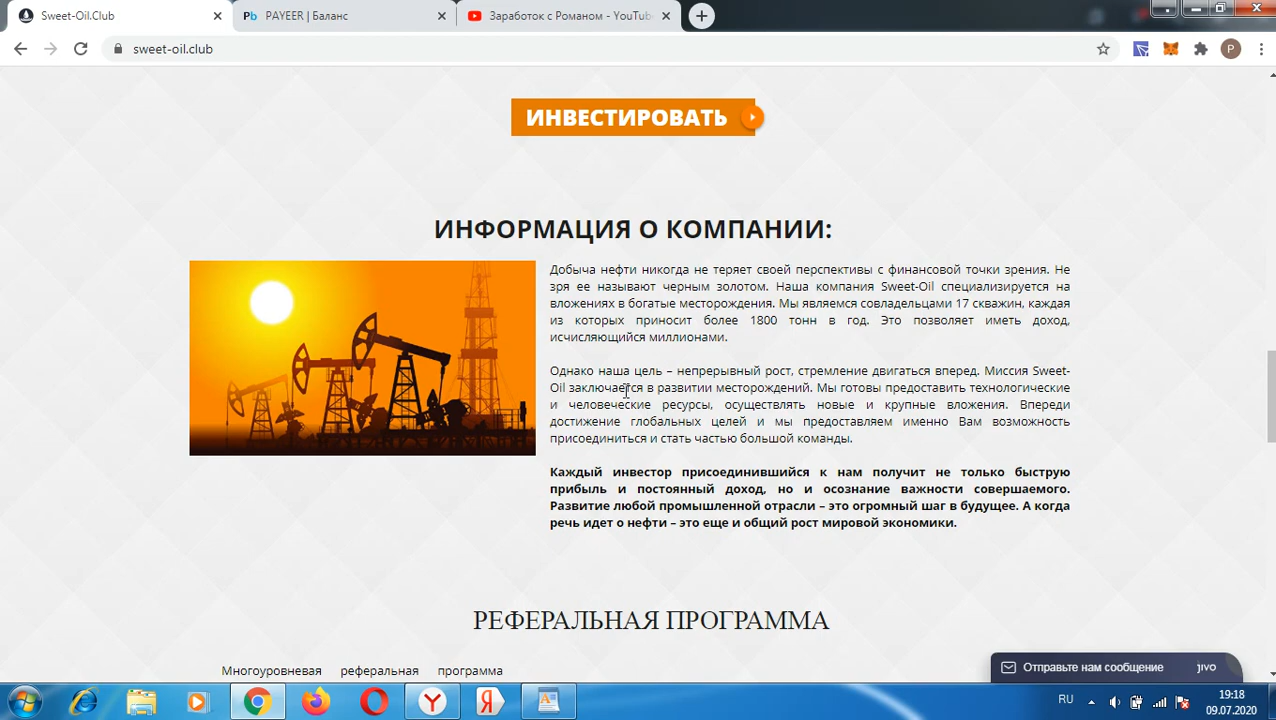 Sweet-Oil.Club
Pb PAYEER | Баланс
Заработок с Романом - YouTube
sweet-oil.club
P
ИНВЕСТИРОВАТЬ
ИНФОРМАЦИЯ О КОМПАНИИ:
Добыча нефти никогда не теряет своей перспективы с финансовой точки зрения. Не
зря ее называют черным золотом. Наша компания Sweet-Oil специализируется на
вложениях в богатые месторождения. Мы являемся совладельцами 17 скважин, каждая
из которых приносит более 1800 тонн в год. Это позволяет иметь доход,
исчисляющийся миллионами.
Однако наша цель – непрерывный рост, стремление двигаться вперед. Миссия Sweet-
Oil заключается в развитии месторождений. Мы готовы предоставить технологические
и человеческие ресурсы, осуществлять новые и крупные вложения. Впереди
достижение глобальных целей и мы предоставляем именно Вам возможность
присоединиться и стать частью большой команды.
Каждый инвестор присоединившийся к нам получит не только быструю
прибыль и постоянный доход, но и осознание важности совершаемого.
Развитие любой промышленной отрасли – это огромный шаг в будущее. А когда
речь идет о нефти – это еще и общий рост мировой экономики.
РЕФЕРАЛЬНАЯ ПРОГРАММА
Многоуровневая реферальная программа
Отправьте нам сообщение jivo
RU
19:18
09.07.2020